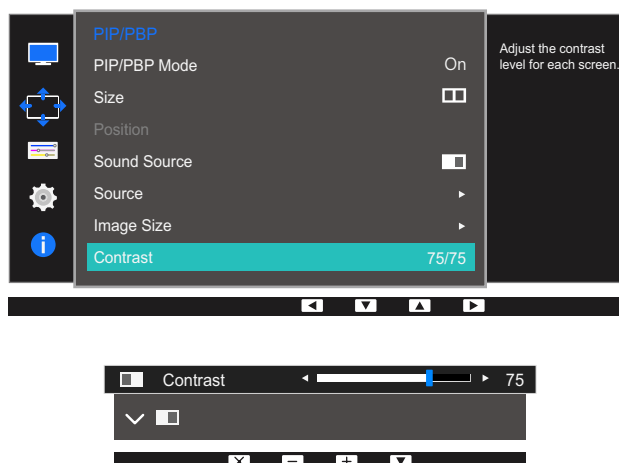 PIP/PBP
PIP/PBP Mode On
Size
Position
Sound Source
Source
Image Size
Contrast 75/75
Adjust the contrast
level for each screen.
Contrast 75